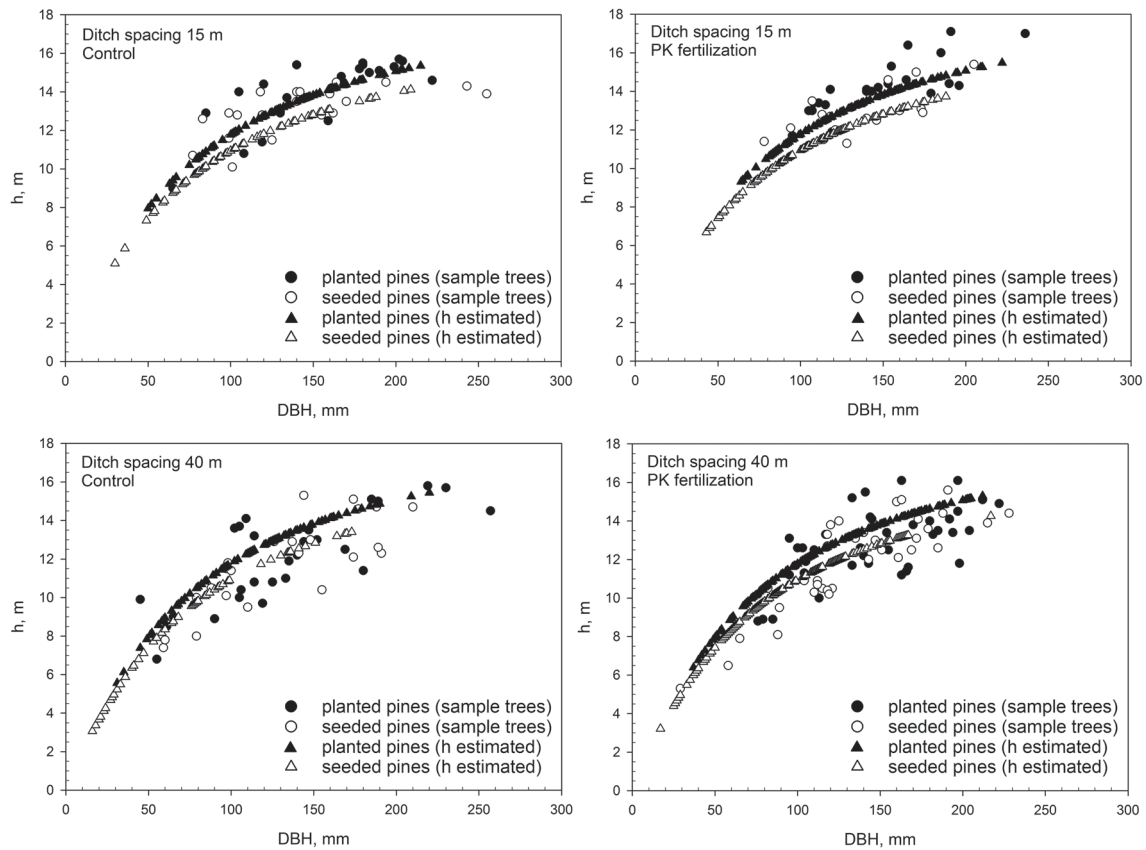 Ditch spacing 15 m
Control
18
16
14
12
10
8
6
4
2
0
h, m
planted pines (sample trees)
seeded pines (sample trees)
planted pines (h estimated)
seeded pines (h estimated)
0 50 100 150 200 250 300
DBH, mm
Ditch spacing 15 m
PK fertilization
18
16
14
12
10
8
6
4
2
0
h, m
planted pines (sample trees)
seeded pines (sample trees)
planted pines (h estimated)
seeded pines (h estimated)
0 50 100 150 200 250 300
DBH, mm
Ditch spacing 40 m
Control
18
16
14
12
10
8
6
4
2
0
h, m
planted pines (sample trees)
seeded pines (sample trees)
planted pines (h estimated)
seeded pines (h estimated)
0 50 100 150 200 250 300
DBH, mm
Ditch spacing 40 m
PK fertilization
18
16
14
12
10
8
6
4
2
0
h, m
planted pines (sample trees)
seeded pines (sample trees)
planted pines (h estimated)
seeded pines (h estimated)
0 50 100 150 200 250 300
DBH, mm